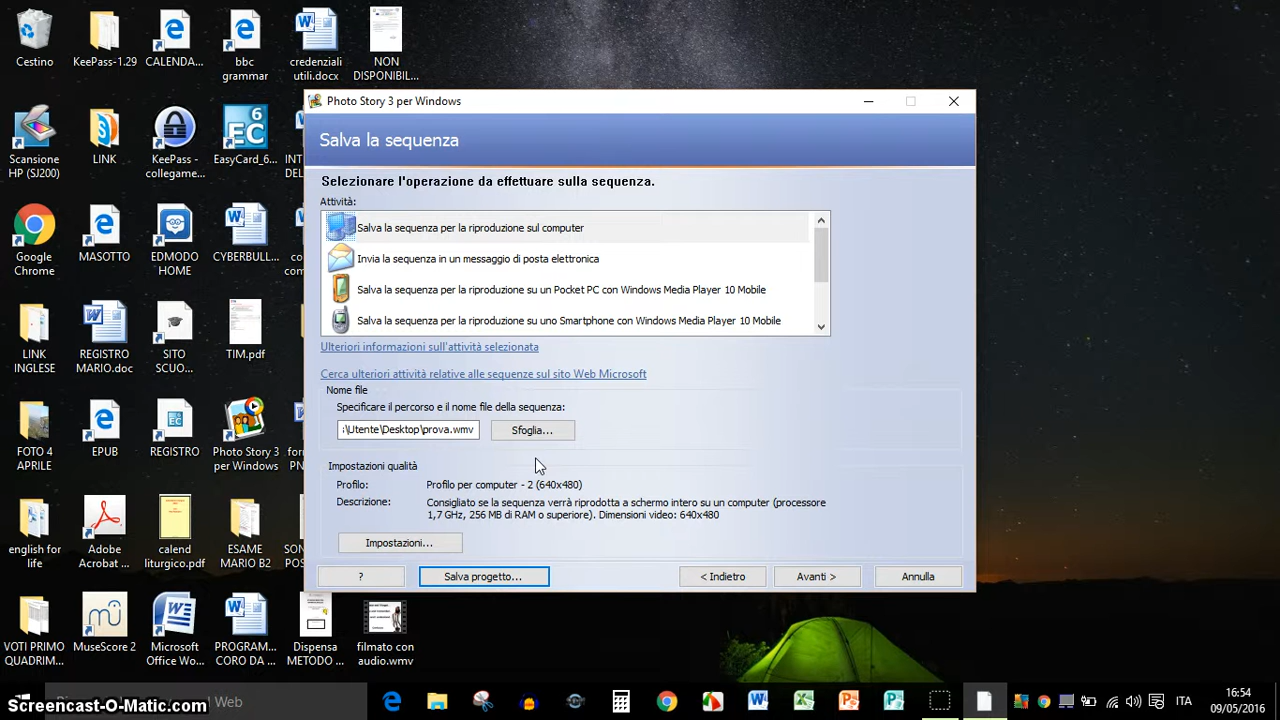 Cestino
KeePass-1.29
CALENDA...
bbc
grammar
credenziali
utili.docx
NON
DISPONIBIL...
Photo Story 3 per Windows
Salva la sequenza
Selezionare l'operazione da effettuare sulla sequenza.
Attività:
Salva la sequenza per la riproduzione sul computer
Invia la sequenza in un messaggio di posta elettronica
Salva la sequenza per la riproduzione su un Pocket PC con Windows Media Player 10 Mobile
Salva la sequenza per la riproduzione su uno Smartphone con Windows Media Player 10 Mobile
Ulteriori informazioni sull'attività selezionata
Cerca ulteriori attività relative alle sequenze sul sito Web Microsoft
Nome file
Specificare il percorso e il nome file della sequenza:
:\Utente\Desktop\prova.wmv
Sfoglia...
Impostazioni qualità
Profilo:
Profilo per computer - 2 (640x480)
Descrizione:
Consigliato se la sequenza verrà riprodotta a schermo intero su un computer (processore
1,7 GHz, 256 MB di RAM o superiore). Dimensioni video: 640x480
Impostazioni...
?
Salva progetto...
< Indietro
Avanti >
Annulla
Scansione
HP (SJ200)
LINK
KeePass -
collegame...
6
EC
EasyCard_6...
INT
DEL
Google
Chrome
MASOTTO
EDMODO
HOME
CYBERBULL...
LINK
INGLESE
REGISTRO
MARIO.doc
SITO
SCUO...
TIM.pdf
FOTO 4
APRILE
EPUB
EC
REGISTRO
Photo Story 3
per Windows
english for
life
Adobe
Acrobat ...
calend
liturgico.pdf
ESAME
MARIO B2
SON
POS
VOTI PRIMO
QUADRIM...
MuseScore 2
Microsoft
Office Wo...
PROGRAM...
CORO DA ...
Dispensa
METODO ...
filmato con
audio.wmv
Web
Screencast-O-Matic.com
ITA
16:54
09/05/2016